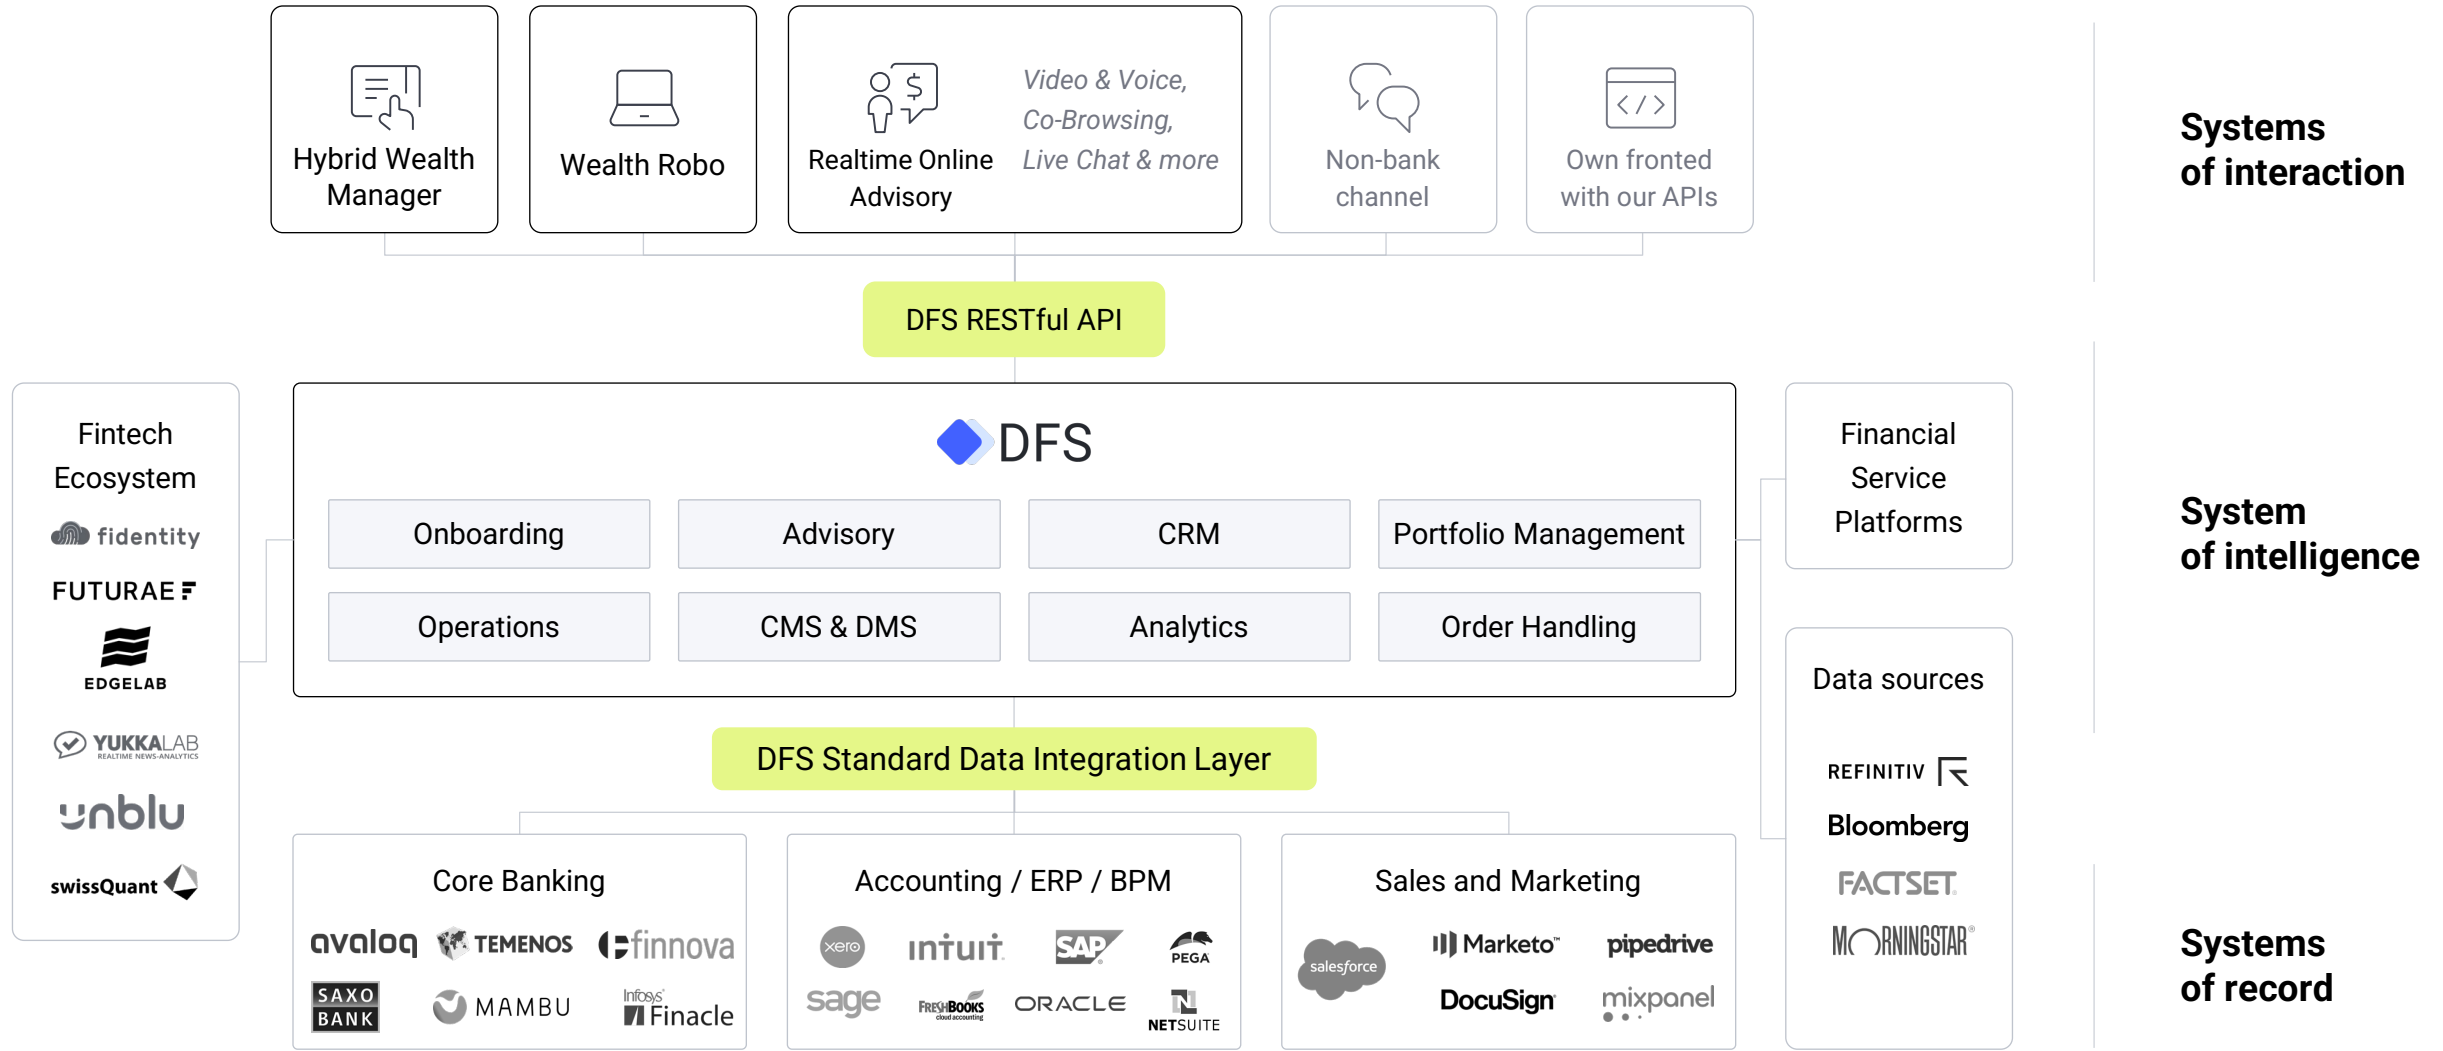 Hybrid Wealth
Manager
Wealth Robo
$
Realtime Online
Advisory
Video & Voice,
Co-Browsing,
Live Chat & more
Non-bank
channel
</>
Own fronted
with our APIs
Systems
of interaction
DFS RESTful API
Fintech
Ecosystem
fidentity
FUTURAE
EDGELAB
YUKKALAB
REALTIME NEWS-ANALYTICS
unblu
swissQuant
DFS
Onboarding
Advisory
CRM
Portfolio Management
Operations
CMS & DMS
Analytics
Order Handling
Financial
Service
Platforms
Data sources
REFINITIV
Bloomberg
FACTSET
MORNINGSTAR®
System
of intelligence
DFS Standard Data Integration Layer
Core Banking
avaloq
TEMENOS
finnova
SAXO
BANK
MAMBU
Infosys®
Finacle
Accounting / ERP / BPM
xero
intuit
SAP
PEGA
sage
FRESHBOOKS
cloud accounting
ORACLE
N
NETSUITE
Sales and Marketing
salesforce
Marketo™
pipedrive
DocuSign
mixpanel
Systems
of record